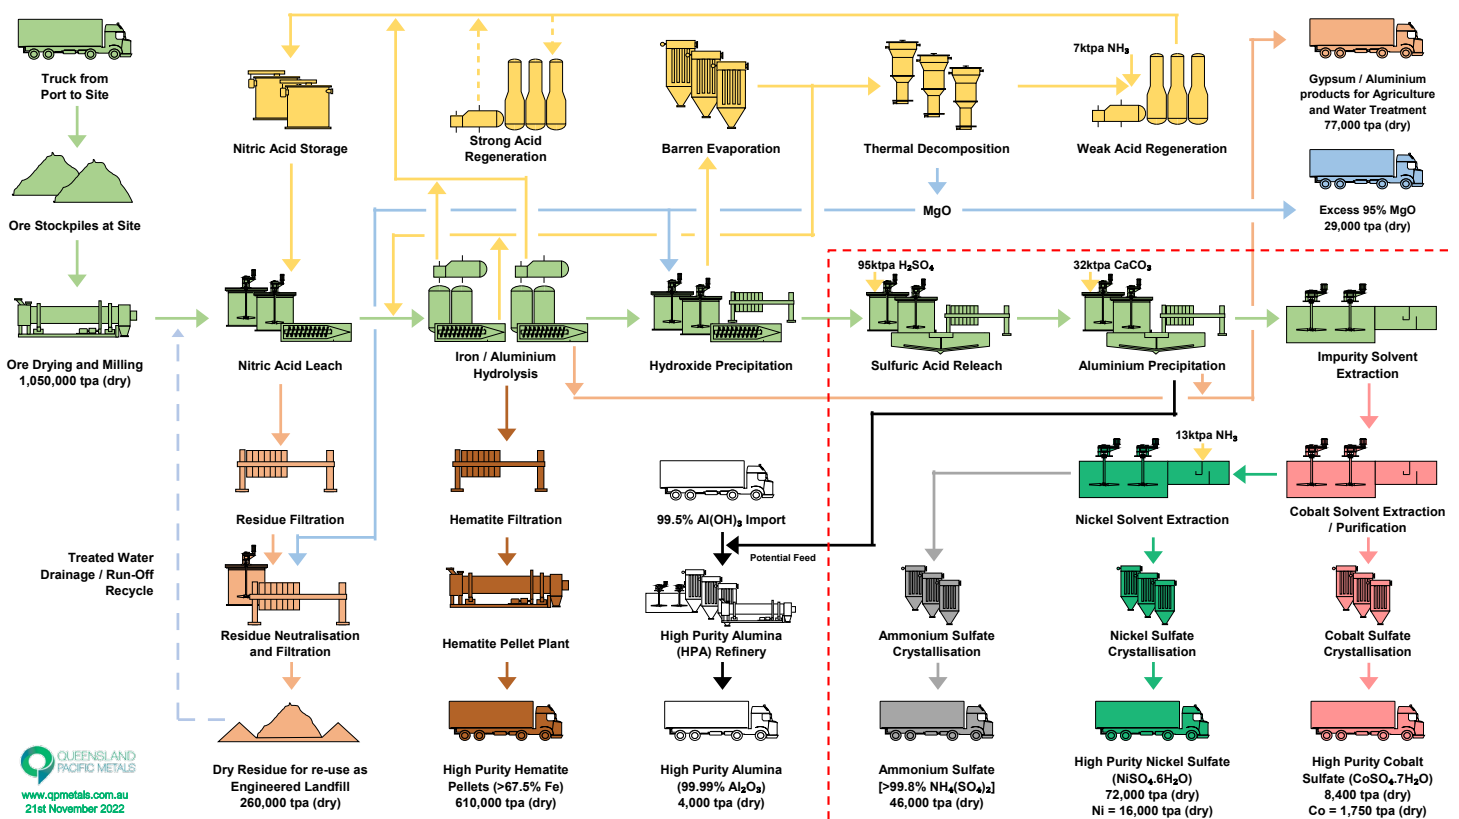 Truck from
Port to Site
Nitric Acid Storage
Strong Acid
Regeneration
Barren Evaporation
Thermal Decomposition
7ktpa NH₃
Weak Acid Regeneration
Gypsum / Aluminium
products for Agriculture
and Water Treatment
77,000 tpa (dry)
Ore Stockpiles at Site
MgO
Excess 95% MgO
29,000 tpa (dry)
95ktpa H₂SO₄
32ktpa CaCO₃
Ore Drying and Milling
1,050,000 tpa (dry)
Nitric Acid Leach
Iron / Aluminium
Hydrolysis
Hydroxide Precipitation
Sulfuric Acid Releach
Aluminium Precipitation
Impurity Solvent
Extraction
13ktpa NH₃
Residue Filtration
Hematite Filtration
99.5% Al(OH)₃ Import
Nickel Solvent Extraction
Cobalt Solvent Extraction
/ Purification
Treated Water
Drainage / Run-Off
Recycle
Potential Feed
Residue Neutralisation
and Filtration
Hematite Pellet Plant
High Purity Alumina
(HPA) Refinery
Ammonium Sulfate
Crystallisation
Nickel Sulfate
Crystallisation
Cobalt Sulfate
Crystallisation
QUEENSLAND
PACIFIC METALS
www.qpmetals.com.au
21st November 2022
Dry Residue for re-use as
Engineered Landfill
260,000 tpa (dry)
High Purity Hematite
Pellets (>67.5% Fe)
610,000 tpa (dry)
High Purity Alumina
(99.99% Al₂O₃)
4,000 tpa (dry)
Ammonium Sulfate
[>99.8% NH₄(SO₄)₂]
46,000 tpa (dry)
High Purity Nickel Sulfate
(NiSO₄.6H₂O)
72,000 tpa (dry)
Ni = 16,000 tpa (dry)
High Purity Cobalt
Sulfate (CoSO₄.7H₂O)
8,400 tpa (dry)
Co = 1,750 tpa (dry)